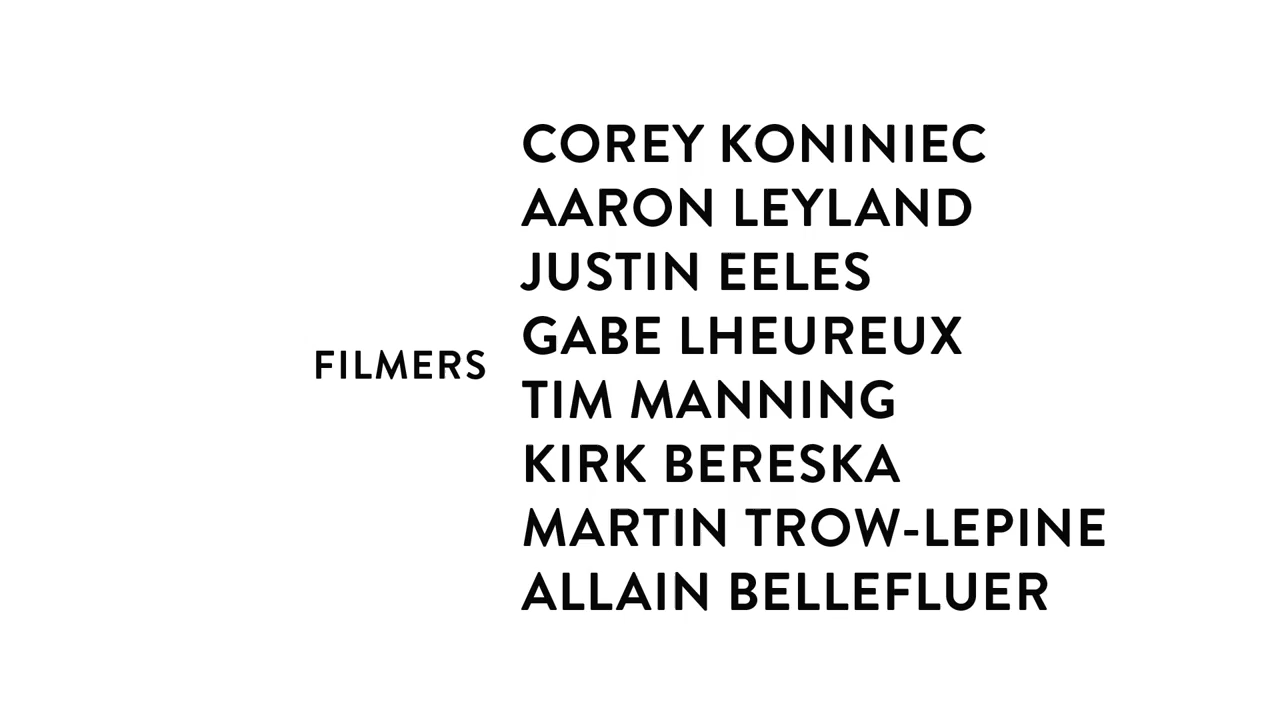 FILMERS
COREY KONINIEC
AARON LEYLAND
JUSTIN EELES
GABE LHEUREUX
TIM MANNING
KIRK BERESKA
MARTIN TROW-LEPINE
ALLAIN BELLEFLUER